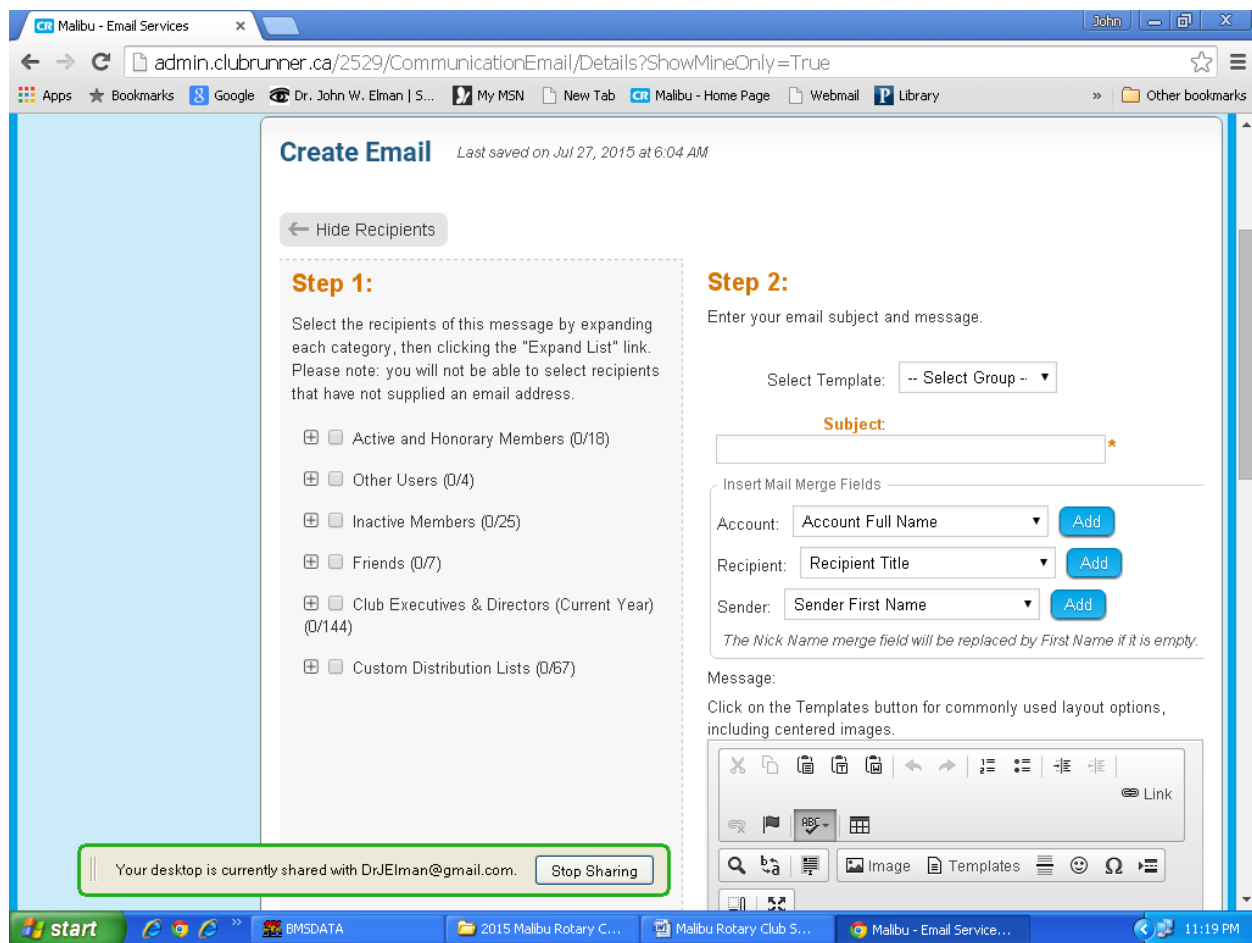 CR Malibu - Email Services ×
John
admin.clubrunner.ca/2529/CommunicationEmail/Details?ShowMineOnly=True
Apps Bookmarks Google Dr. John W. Elman | S... My MSN New Tab CR Malibu - Home Page Webmail Library » Other bookmarks
Create Email Last saved on Jul 27, 2015 at 6:04 AM
Hide Recipients
Step 1:
Select the recipients of this message by expanding
each category, then clicking the "Expand List" link.
Please note: you will not be able to select recipients
that have not supplied an email address.
Active and Honorary Members (0/18)
Other Users (0/4)
Inactive Members (0/25)
Friends (0/7)
Club Executives & Directors (Current Year)
(0/144)
Custom Distribution Lists (0/67)
Step 2:
Enter your email subject and message.
Select Template: -- Select Group --
Subject:
*
Insert Mail Merge Fields
Account: Account Full Name Add
Recipient: Recipient Title Add
Sender: Sender First Name Add
The Nick Name merge field will be replaced by First Name if it is empty.
Message:
Click on the Templates button for commonly used layout options,
including centered images.
Link
ABC
Image Templates Ω
Your desktop is currently shared with DrJElman@gmail.com. Stop Sharing
start » BMSDATA 2015 Malibu Rotary C... Malibu Rotary Club S... Malibu - Email Service... 11:19 PM